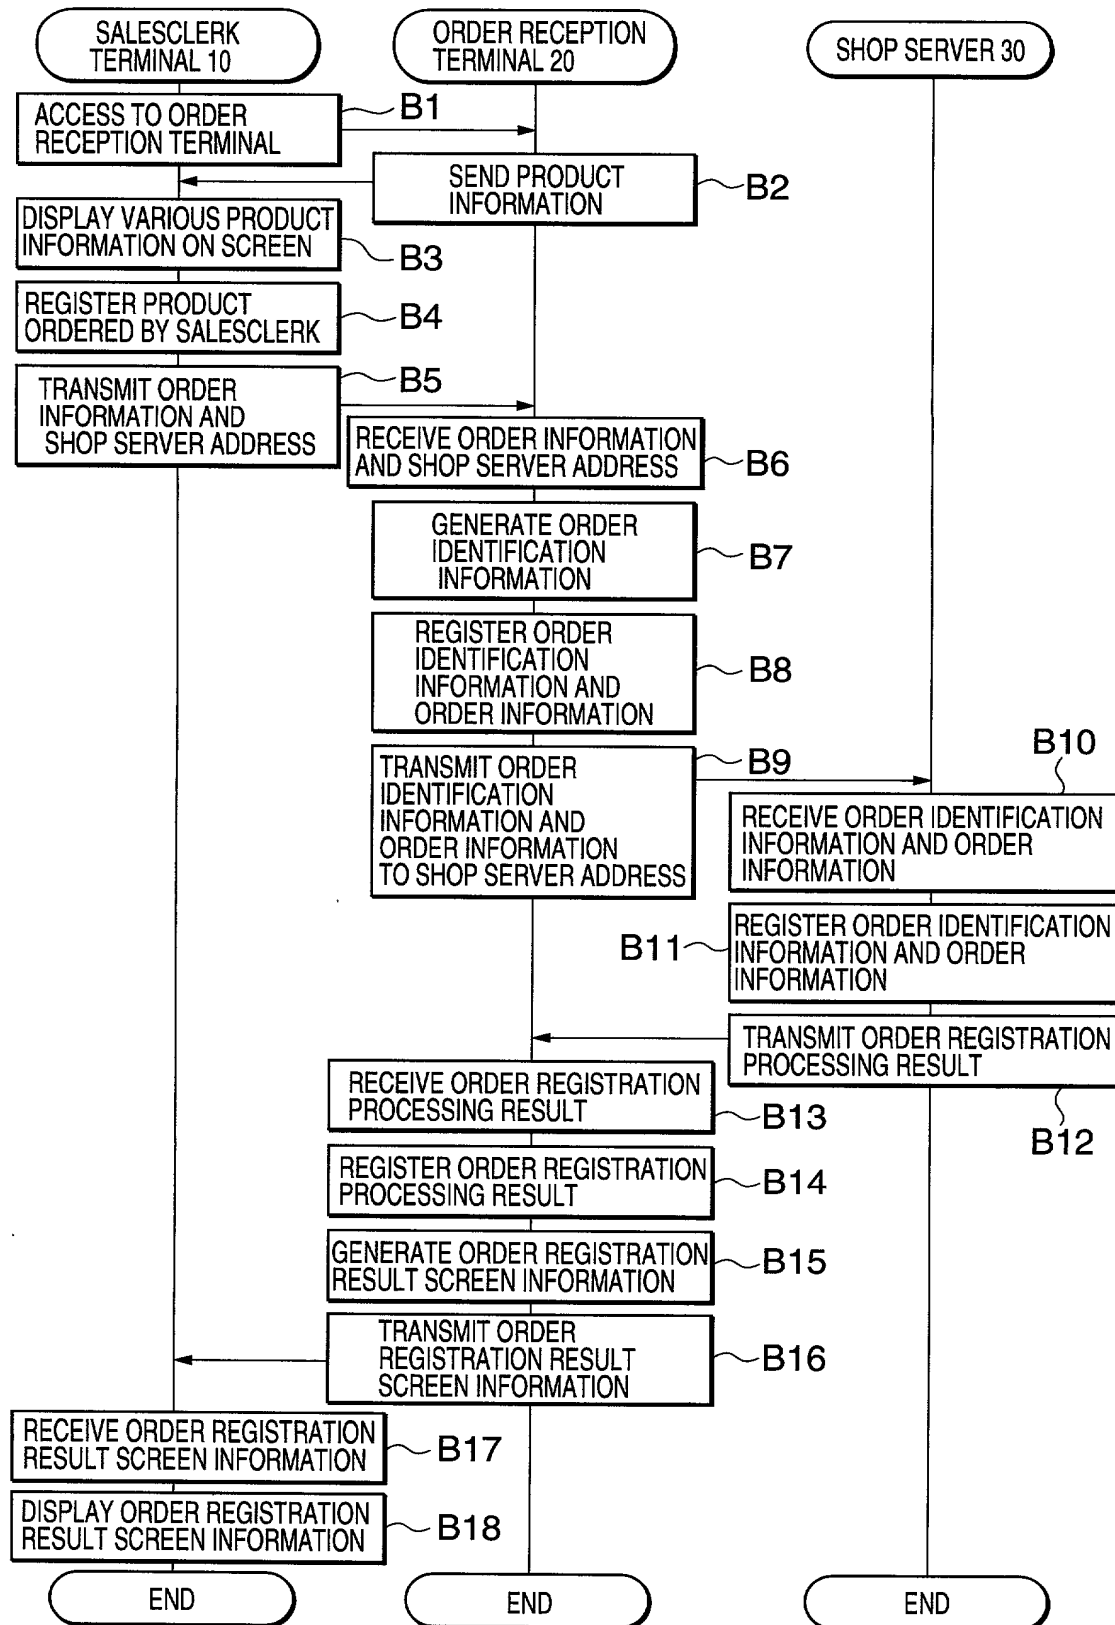 SALESCLERK
TERMINAL 10
ORDER RECEPTION
TERMINAL 20
SHOP SERVER 30
ACCESS TO ORDER
RECEPTION TERMINAL
B1
SEND PRODUCT
INFORMATION
B2
DISPLAY VARIOUS PRODUCT
INFORMATION ON SCREEN
B3
REGISTER PRODUCT
ORDERED BY SALESCLERK
B4
TRANSMIT ORDER
INFORMATION AND
SHOP SERVER ADDRESS
B5
RECEIVE ORDER INFORMATION
AND SHOP SERVER ADDRESS
B6
GENERATE ORDER
IDENTIFICATION
INFORMATION
B7
REGISTER ORDER
IDENTIFICATION
INFORMATION AND
ORDER INFORMATION
B8
TRANSMIT ORDER
IDENTIFICATION
INFORMATION AND
ORDER INFORMATION
TO SHOP SERVER ADDRESS
B9
B10
RECEIVE ORDER IDENTIFICATION
INFORMATION AND ORDER
INFORMATION
B11
REGISTER ORDER IDENTIFICATION
INFORMATION AND ORDER
INFORMATION
TRANSMIT ORDER REGISTRATION
PROCESSING RESULT
B12
RECEIVE ORDER REGISTRATION
PROCESSING RESULT
B13
REGISTER ORDER REGISTRATION
PROCESSING RESULT
B14
GENERATE ORDER REGISTRATION
RESULT SCREEN INFORMATION
B15
TRANSMIT ORDER
REGISTRATION RESULT
SCREEN INFORMATION
B16
RECEIVE ORDER REGISTRATION
RESULT SCREEN INFORMATION
B17
DISPLAY ORDER REGISTRATION
RESULT SCREEN INFORMATION
B18
END
END
END